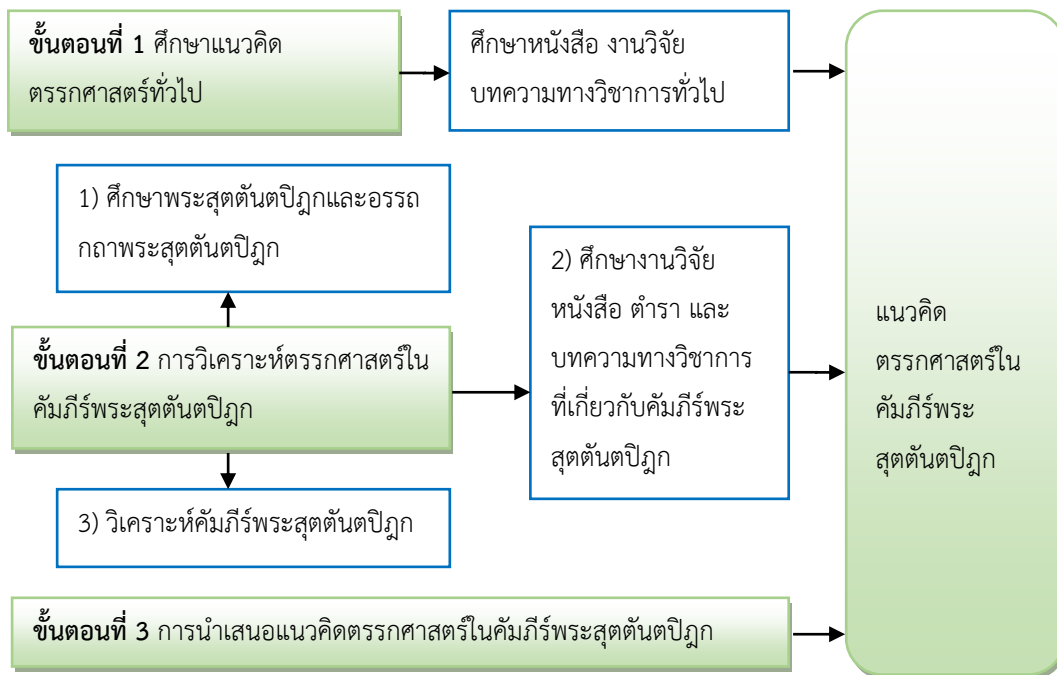 ขั้นตอนที่ 1 ศึกษาแนวคิด
ตรรกศาสตร์ทั่วไป
ศึกษาหนังสือ งานวิจัย
บทความทางวิชาการทั่วไป
1) ศึกษาพระสุตตันตปิฎกและอรรถ
กถาพระสุตตันตปิฎก
ขั้นตอนที่ 2 การวิเคราะห์ตรรกศาสตร์ใน
คัมภีร์พระสุตตันตปิฎก
2) ศึกษางานวิจัย
หนังสือ ตำรา และ
บทความทางวิชาการ
ที่เกี่ยวกับคัมภีร์พระ
สุตตันตปิฎก
3) วิเคราะห์คัมภีร์พระสุตตันตปิฎก
ขั้นตอนที่ 3 การนำเสนอแนวคิดตรรกศาสตร์ในคัมภีร์พระสุตตันตปิฎก
แนวคิด
ตรรกศาสตร์ใน
คัมภีร์พระ
สุตตันตปิฎก